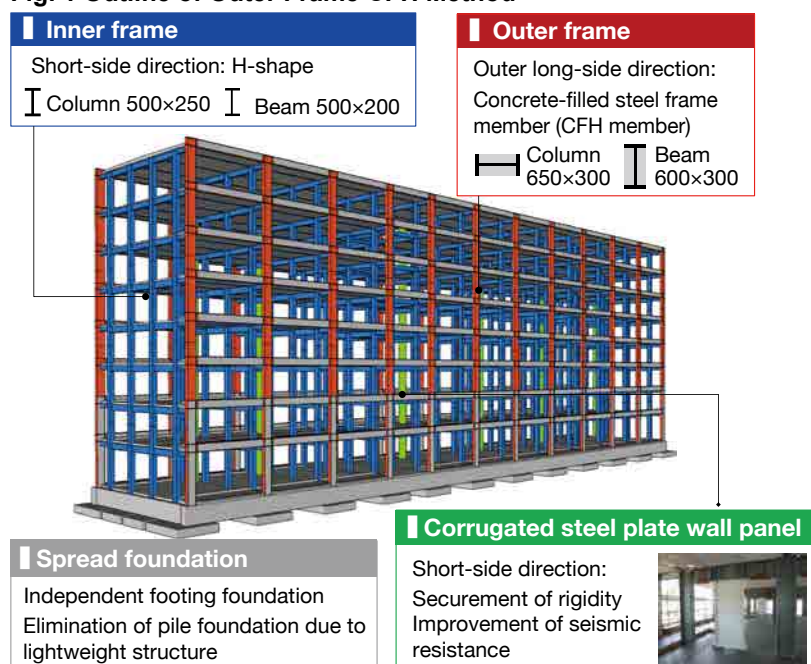 Inner frame
Short-side direction: H-shape
Column 500×250 Beam 500×200
Outer frame
Outer long-side direction:
Concrete-filled steel frame
member (CFH member)
Column
650×300
Beam
600×300
Corrugated steel plate wall panel
Short-side direction:
Securement of rigidity
Improvement of seismic
resistance
Spread foundation
Independent footing foundation
Elimination of pile foundation due to
lightweight structure